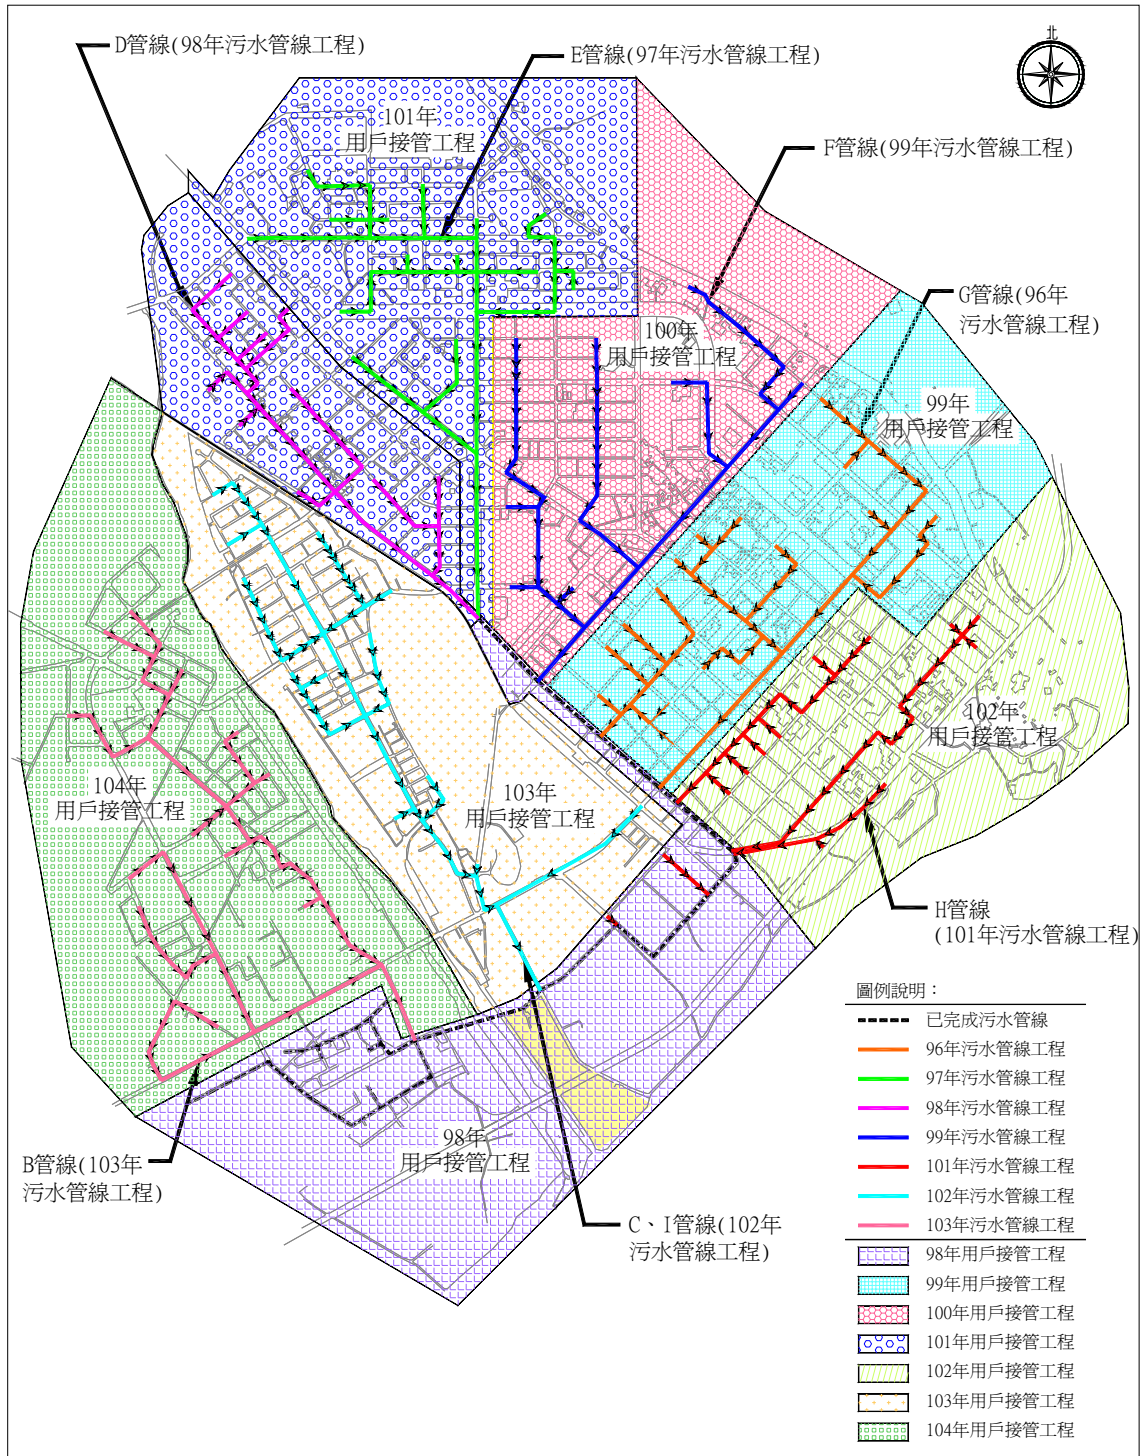 北
D管線(98年污水管線工程)
E管線(97年污水管線工程)
101年
用戶接管工程
F管線(99年污水管線工程)
G管線(96年
污水管線工程)
100年
用戶接管工程
99年
用戶接管工程
102年
用戶接管工程
104年
用戶接管工程
103年
用戶接管工程
H管線
(101年污水管線工程)
98年
用戶接管工程
B管線(103年
污水管線工程)
C、I管線(102年
污水管線工程)
圖例說明：
已完成污水管線
96年污水管線工程
97年污水管線工程
98年污水管線工程
99年污水管線工程
101年污水管線工程
102年污水管線工程
103年污水管線工程
98年用戶接管工程
99年用戶接管工程
100年用戶接管工程
101年用戶接管工程
102年用戶接管工程
103年用戶接管工程
104年用戶接管工程